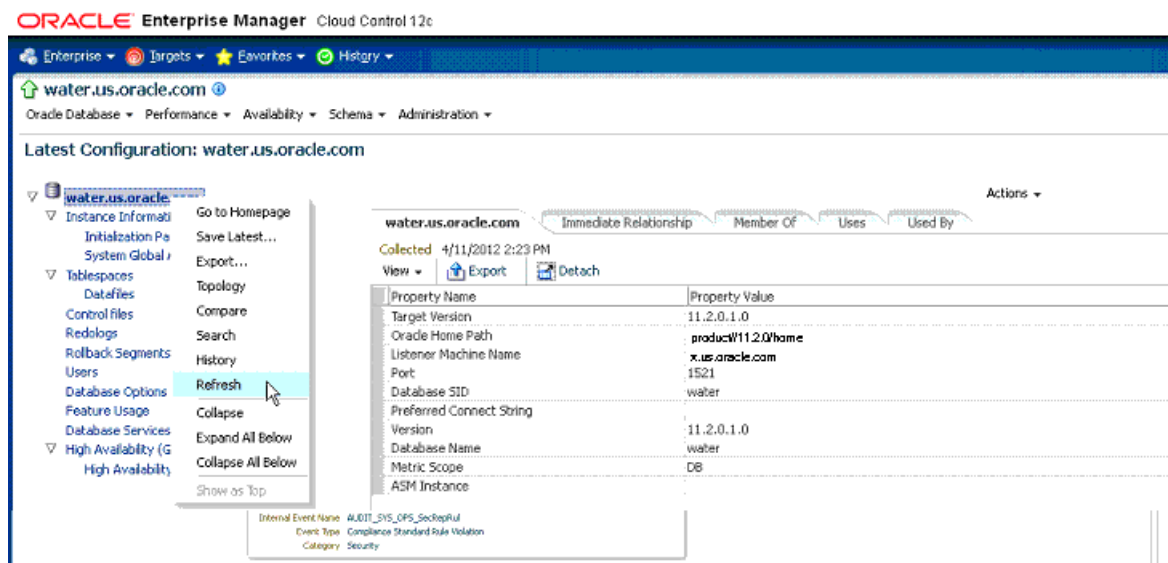 ORACLE Enterprise Manager Cloud Control 12c
Enterprise Targets Favorites History
water.us.oracle.com
Oracle Database Performance Availability Schema Administration
Latest Configuration: water.us.oracle.com
Actions
water.us.oracle.
Instance Informati
Initialization Pa
System Global
Tablespaces
Datafiles
Control files
Redologs
Rollback Segments
Users
Database Options
Feature Usage
Database Services
High Availability (G
High Availability
Go to Homepage
Save Latest...
Export...
Topology
Compare
Search
History
Refresh
Collapse
Expand All Below
Collapse All Below
Show as Top
water.us.oracle.com Immediate Relationship Member Of Uses Used By
Collected 4/11/2012 2:23 PM
View Export Detach
Property Name Property Value
Target Version 11.2.0.1.0
Oracle Home Path product/11.2.0/home
Listener Machine Name x.us.oracle.com
Port 1521
Database SID water
Preferred Connect String
Version 11.2.0.1.0
Database Name water
Metric Scope DB
ASM Instance
Internal Event Name AUDIT_SYS_OPS_SecRepRul
Event Type Compliance Standard Rule Violation
Category Security